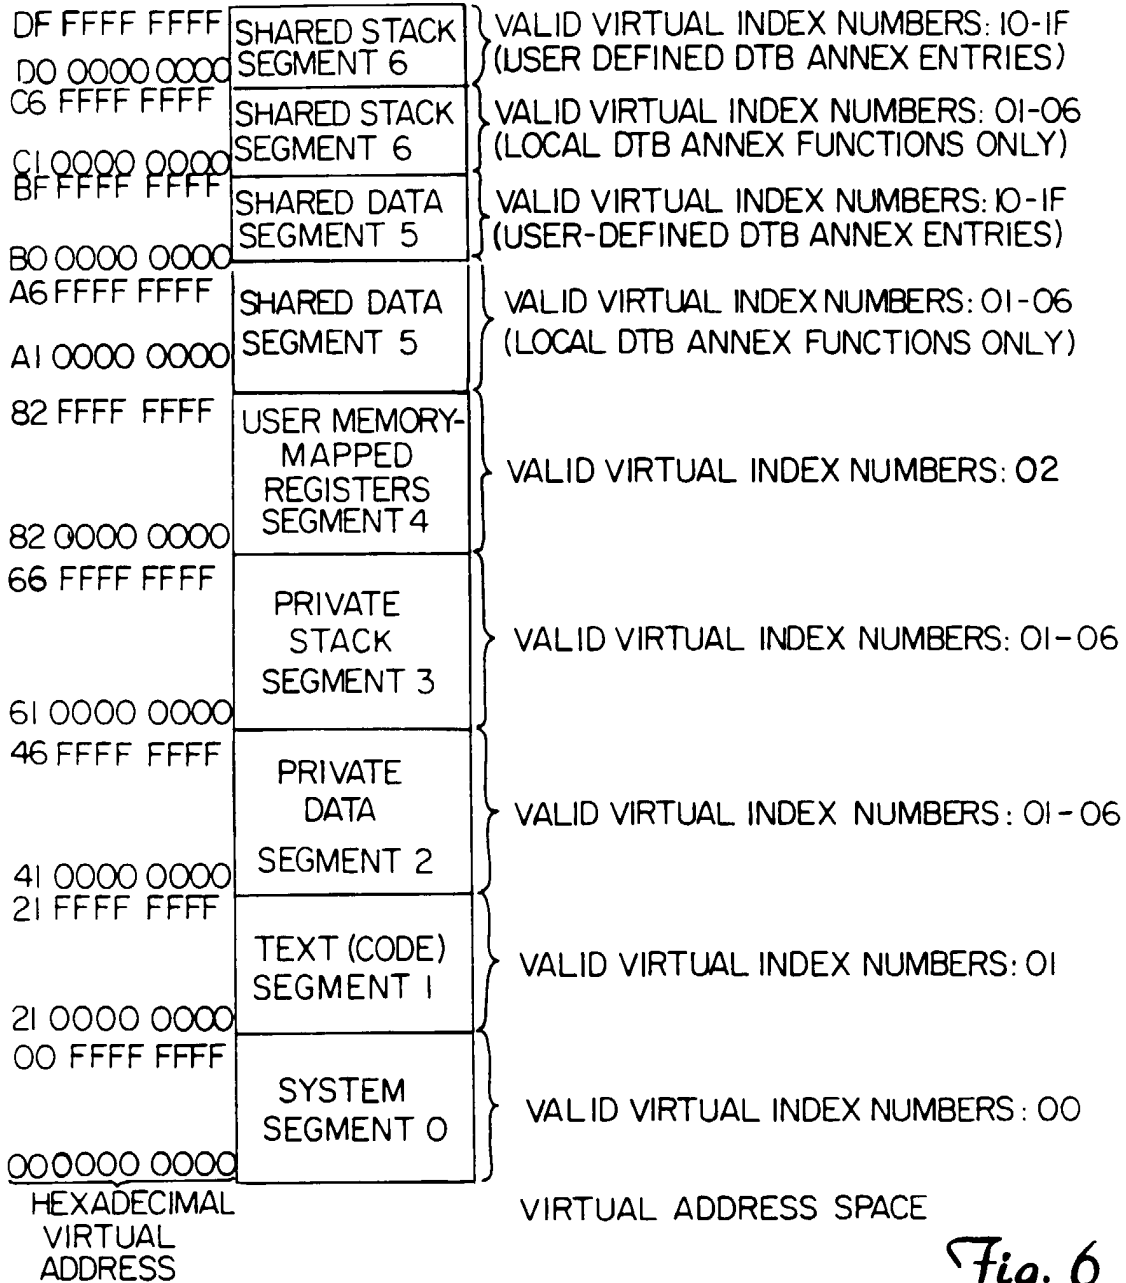 DF FFFF FFFF
SHARED STACK
SEGMENT 6
VALID VIRTUAL INDEX NUMBERS: 10-1F
(USER DEFINED DTB ANNEX ENTRIES)
D0 0000 0000
C6 FFFF FFFF
SHARED STACK
SEGMENT 6
VALID VIRTUAL INDEX NUMBERS: 01-06
(LOCAL DTB ANNEX FUNCTIONS ONLY)
C1 0000 0000
BF FFFF FFFF
SHARED DATA
SEGMENT 5
VALID VIRTUAL INDEX NUMBERS: 10-1F
(USER-DEFINED DTB ANNEX ENTRIES)
B0 0000 0000
A6 FFFF FFFF
SHARED DATA
SEGMENT 5
VALID VIRTUAL INDEX NUMBERS: 01-06
(LOCAL DTB ANNEX FUNCTIONS ONLY)
A1 0000 0000
82 FFFF FFFF
USER MEMORY-
MAPPED
REGISTERS
SEGMENT 4
VALID VIRTUAL INDEX NUMBERS: 02
82 0000 0000
66 FFFF FFFF
PRIVATE
STACK
SEGMENT 3
VALID VIRTUAL INDEX NUMBERS: 01-06
61 0000 0000
46 FFFF FFFF
PRIVATE
DATA
SEGMENT 2
VALID VIRTUAL INDEX NUMBERS: 01-06
41 0000 0000
21 FFFF FFFF
TEXT (CODE)
SEGMENT 1
VALID VIRTUAL INDEX NUMBERS: 01
21 0000 0000
00 FFFF FFFF
SYSTEM
SEGMENT 0
VALID VIRTUAL INDEX NUMBERS: 00
00 0000 0000
HEXADECIMAL
VIRTUAL
ADDRESS
VIRTUAL ADDRESS SPACE
Fig. 6